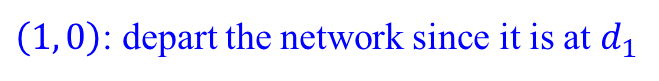 (1, 0): depart the network since it is at d₁